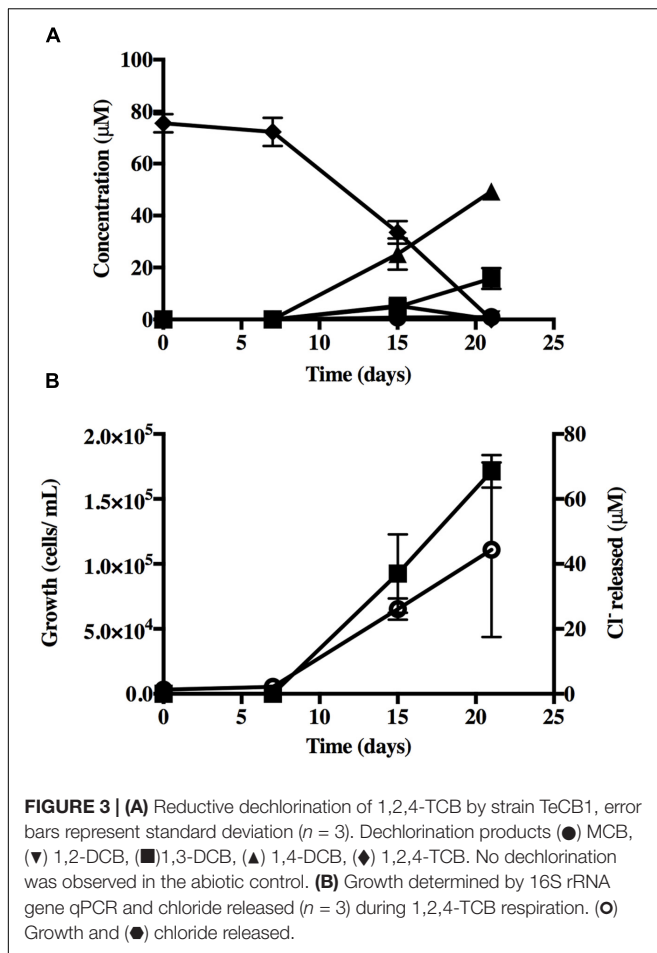 A
100
80
60
40
20
0
Concentration (μM)
0 5 10 15 20 25
Time (days)
B
2.0×10⁵
1.5×10⁵
1.0×10⁵
5.0×10⁴
0.0
Growth (cells/ mL)
80
60
40
20
0
Cl⁻ released (μM)
0 5 10 15 20 25
Time (days)
FIGURE 3 | (A) Reductive dechlorination of 1,2,4-TCB by strain TeCB1, error
bars represent standard deviation (n = 3). Dechlorination products (●) MCB,
(▼) 1,2-DCB, (■)1,3-DCB, (▲) 1,4-DCB, (♦) 1,2,4-TCB. No dechlorination
was observed in the abiotic control. (B) Growth determined by 16S rRNA
gene qPCR and chloride released (n = 3) during 1,2,4-TCB respiration. (○)
Growth and (⬣) chloride released.